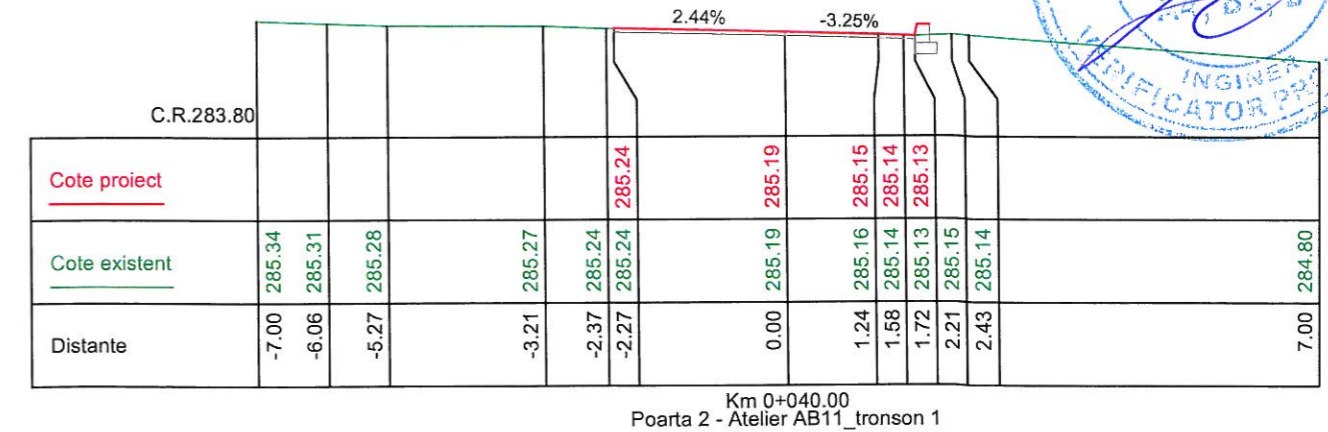 2.44% -3.25%
INGINER
VERIFICATOR PRO
C.R.283.80
Cote proiect 285.24 285.19 285.15 285.14 285.13
Cote existent 285.34 285.31 285.28 285.27 285.24 285.24 285.19 285.16 285.14 285.13 285.15 285.14 284.80
Distante -7.00 -6.06 -5.27 -3.21 -2.37 -2.27 0.00 1.24 1.58 1.72 2.21 2.43 7.00
Km 0+040.00
Poarta 2 - Atelier AB11_tronson 1